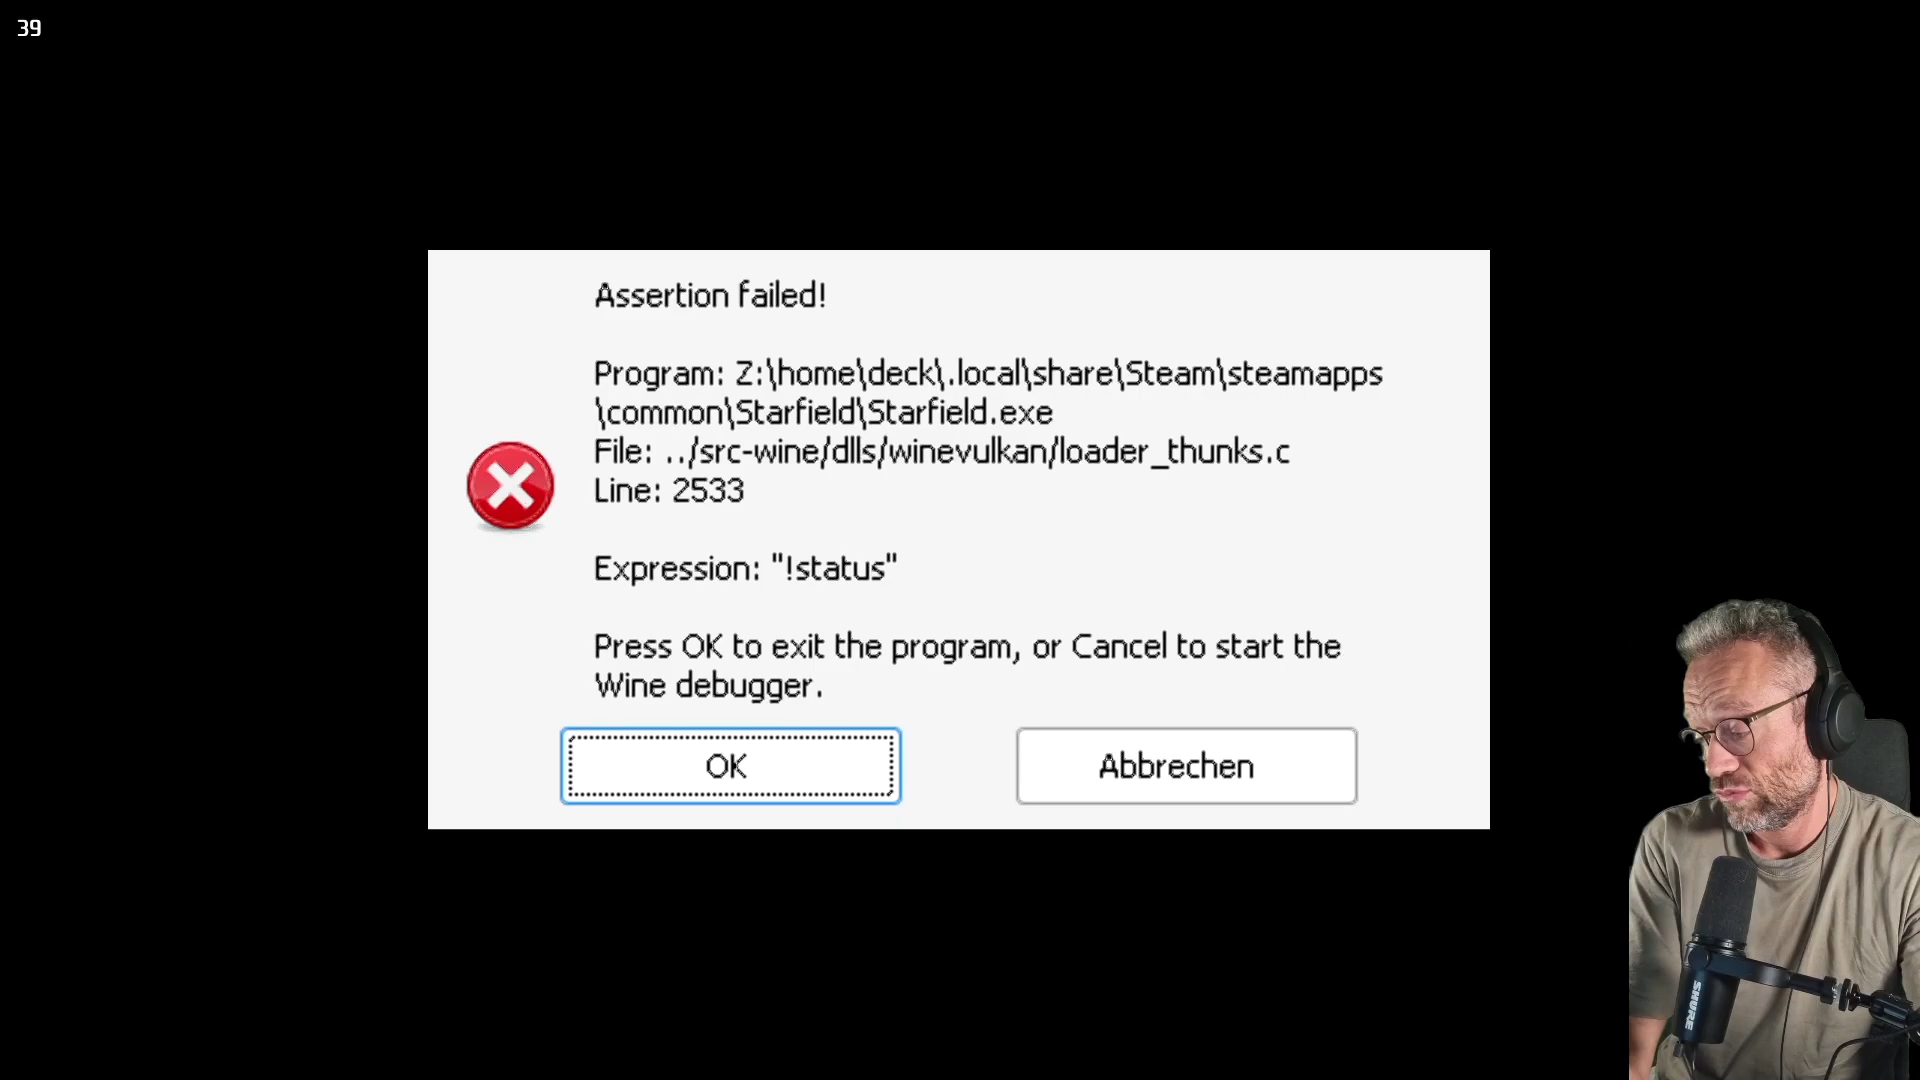 39
Assertion failed!
Program: Z:\home\deck\.local\share\Steam\steamapps
\common\Starfield\Starfield.exe
File: ../src-wine/dlls/winevulkan/loader_thunks.c
Line: 2533
Expression: "!status"
Press OK to exit the program, or Cancel to start the
Wine debugger.
OK
Abbrechen
SHURE